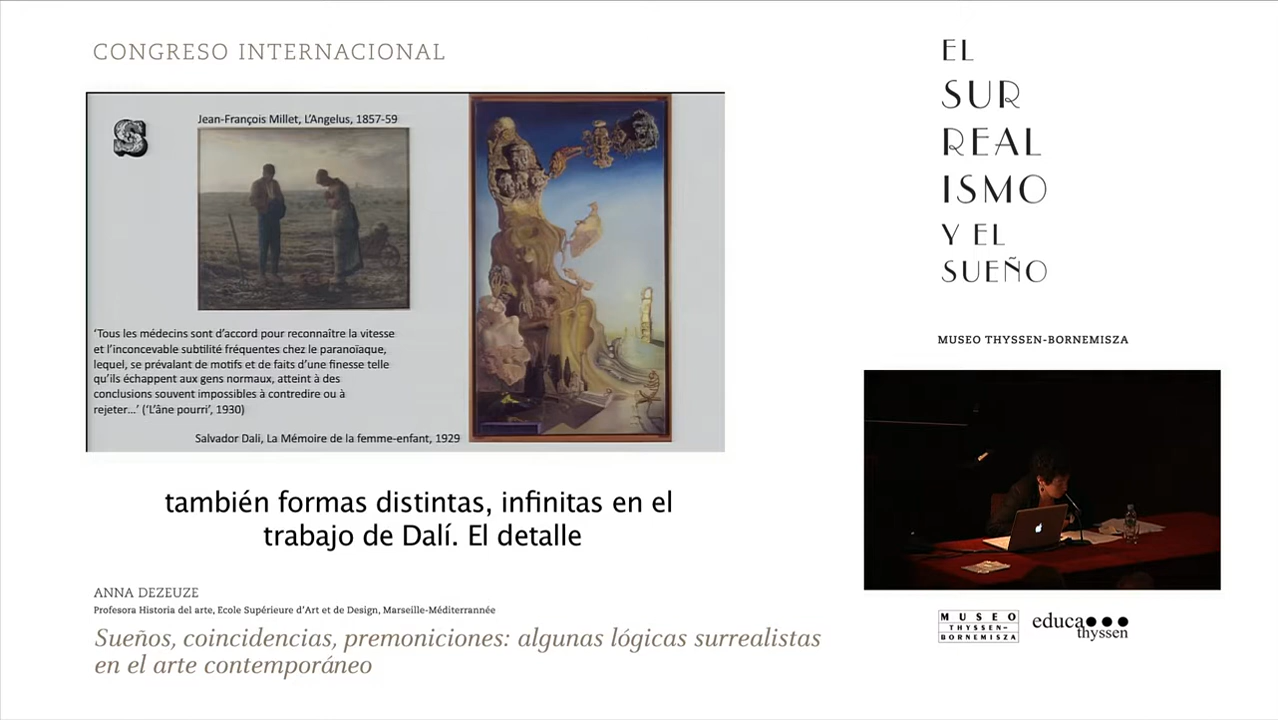 CONGRESO INTERNACIONAL
S
Jean-François Millet, L'Angelus, 1857-59
'Tous les médecins sont d'accord pour reconnaître la vitesse
et l'inconcevable subtilité fréquentes chez le paranoïaque,
lequel, se prévalant de motifs et de faits d'une finesse telle
qu'ils échappent aux gens normaux, atteint à des
conclusions souvent impossibles à contredire ou à
rejeter...' ('L'âne pourri', 1930)
Salvador Dali, La Mémoire de la femme-enfant, 1929
también formas distintas, infinitas en el
trabajo de Dalí. El detalle
ANNA DEZEUZE
Profesora Historia del arte, Ecole Supérieure d'Art et de Design, Marseille-Méditerrannée
Sueños, coincidencias, premoniciones: algunas lógicas surrealistas
en el arte contemporáneo
EL
SUR
REAL
ISMO
Y EL
SUEÑO
MUSEO THYSSEN-BORNEMISZA
MUSEO
THYSSEN-
BORNEMISZA
educa
thyssen